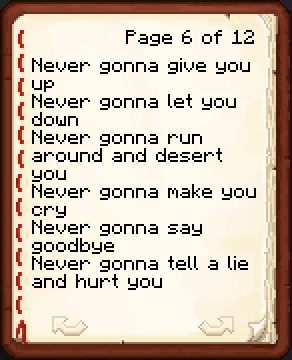 Page 6 of 12
Never gonna give you
up
Never gonna let you
down
Never gonna run
around and desert
you
Never gonna make you
cry
Never gonna say
goodbye
Never gonna tell a lie
and hurt you